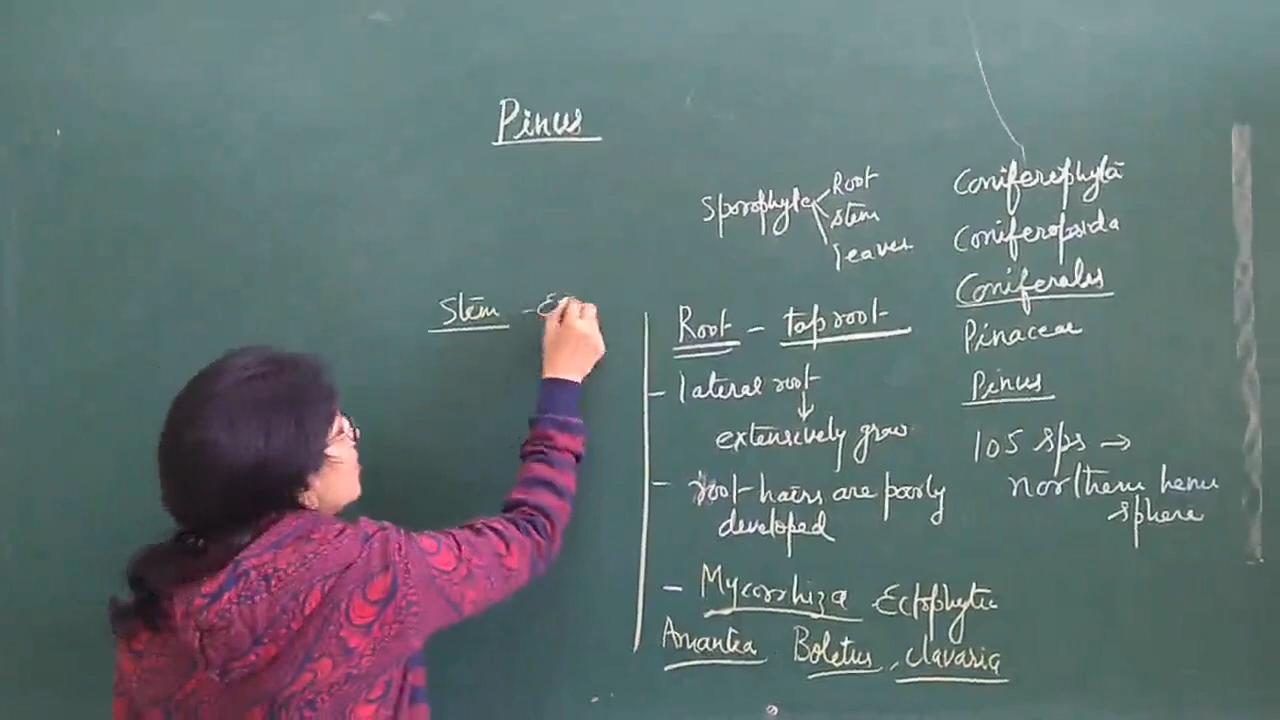 Pinus
Sporophyte
Root
stem
leaves
Coniferophyta
Coniferopsida
Coniferales
Pinaceae
Pinus
105 sps →
northern hemi
sphere
Root - tap root
- lateral root
↓
extensively grow
- root hairs are poorly
developed
- Mycorrhiza Ectophytic
Amanita Boletus, Clavaria
Stem -